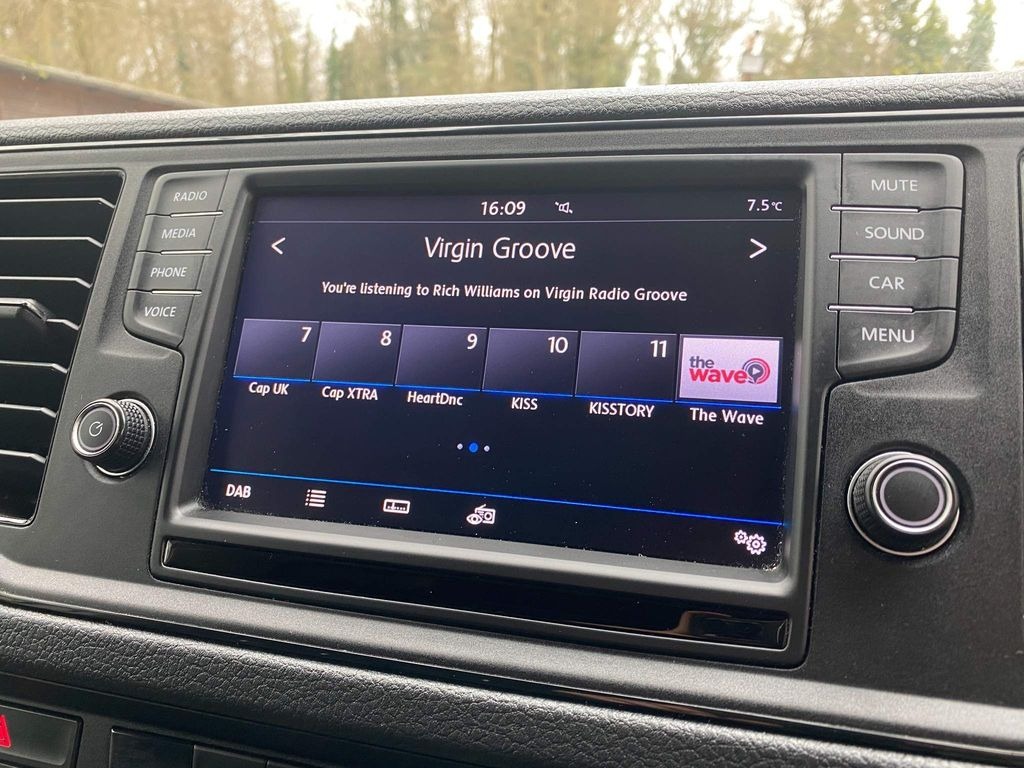 RADIO
MEDIA
PHONE
VOICE
16:09
7.5°C
< Virgin Groove >
You're listening to Rich Williams on Virgin Radio Groove
7 8 9 10 11
the wave
Cap UK Cap XTRA HeartDnc KISS KISSTORY The Wave
DAB
MUTE
SOUND
CAR
MENU